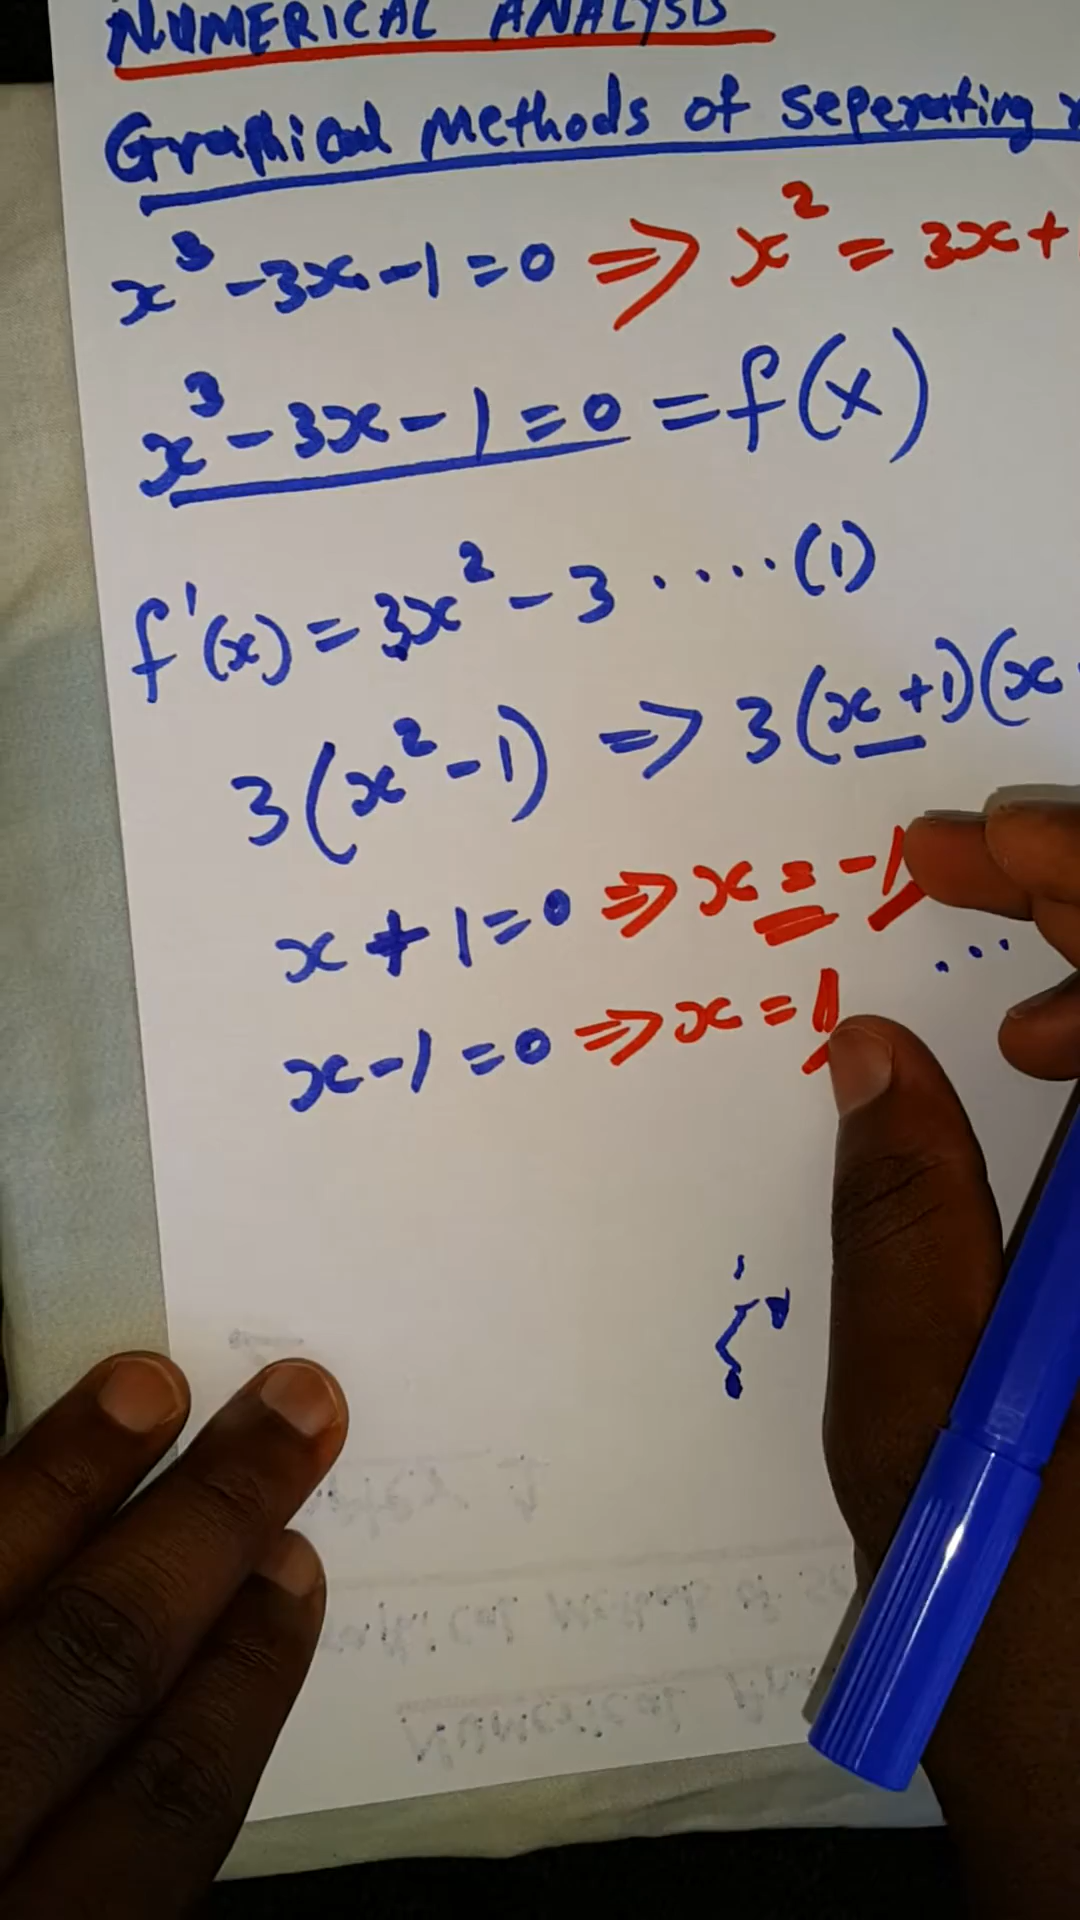 NUMERICAL ANALYSIS
Graphical Methods of seperating
x³ - 3x - 1 = 0 ⇒ x² = 3x +
x³ - 3x - 1 = 0 = f(x)
f'(x) = 3x² - 3 ....(1)
3(x² - 1) ⇒ 3(x + 1)(x
x + 1 = 0 ⇒ x = -1
...
x - 1 = 0 ⇒ x = 1